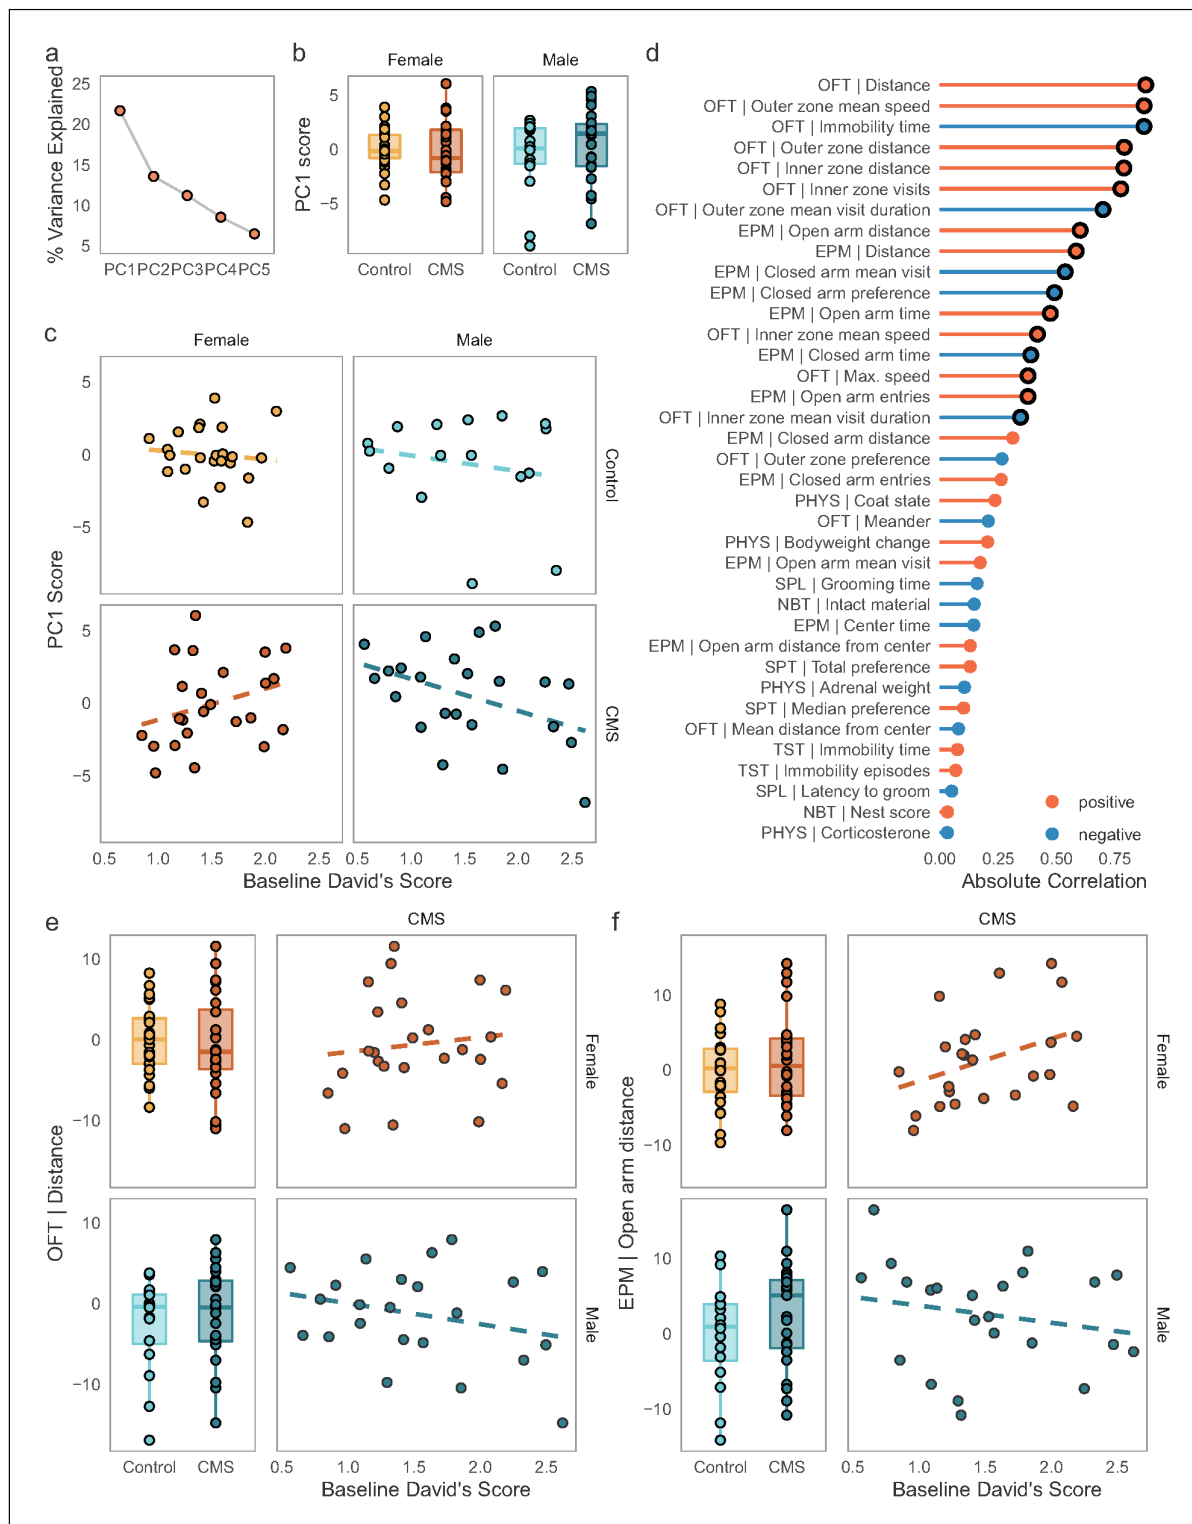 a
% Variance Explained
25
20
15
10
5
PC1 PC2 PC3 PC4 PC5
b
Female
Male
PC1 score
5
0
−5
Control
CMS
Control
CMS
c
Female
Male
PC1 Score
5
0
−5
Control
5
0
−5
CMS
0.5
1.0
1.5
2.0
2.5
0.5
1.0
1.5
2.0
2.5
Baseline David's Score
d
OFT | Distance
OFT | Outer zone mean speed
OFT | Immobility time
OFT | Outer zone distance
OFT | Inner zone distance
OFT | Inner zone visits
OFT | Outer zone mean visit duration
EPM | Open arm distance
EPM | Distance
EPM | Closed arm mean visit
EPM | Closed arm preference
EPM | Open arm time
OFT | Inner zone mean speed
EPM | Closed arm time
OFT | Max. speed
EPM | Open arm entries
OFT | Inner zone mean visit duration
EPM | Closed arm distance
OFT | Outer zone preference
EPM | Closed arm entries
PHYS | Coat state
OFT | Meander
PHYS | Bodyweight change
EPM | Open arm mean visit
SPL | Grooming time
NBT | Intact material
EPM | Center time
EPM | Open arm distance from center
SPT | Total preference
PHYS | Adrenal weight
SPT | Median preference
OFT | Mean distance from center
TST | Immobility time
TST | Immobility episodes
SPL | Latency to groom
NBT | Nest score
PHYS | Corticosterone
positive
negative
0.00
0.25
0.50
0.75
Absolute Correlation
e
CMS
OFT | Distance
10
0
−10
Female
10
0
−10
Male
Control
CMS
0.5
1.0
1.5
2.0
2.5
Baseline David's Score
f
CMS
EPM | Open arm distance
10
0
−10
Female
10
0
−10
Male
Control
CMS
0.5
1.0
1.5
2.0
2.5
Baseline David's Score